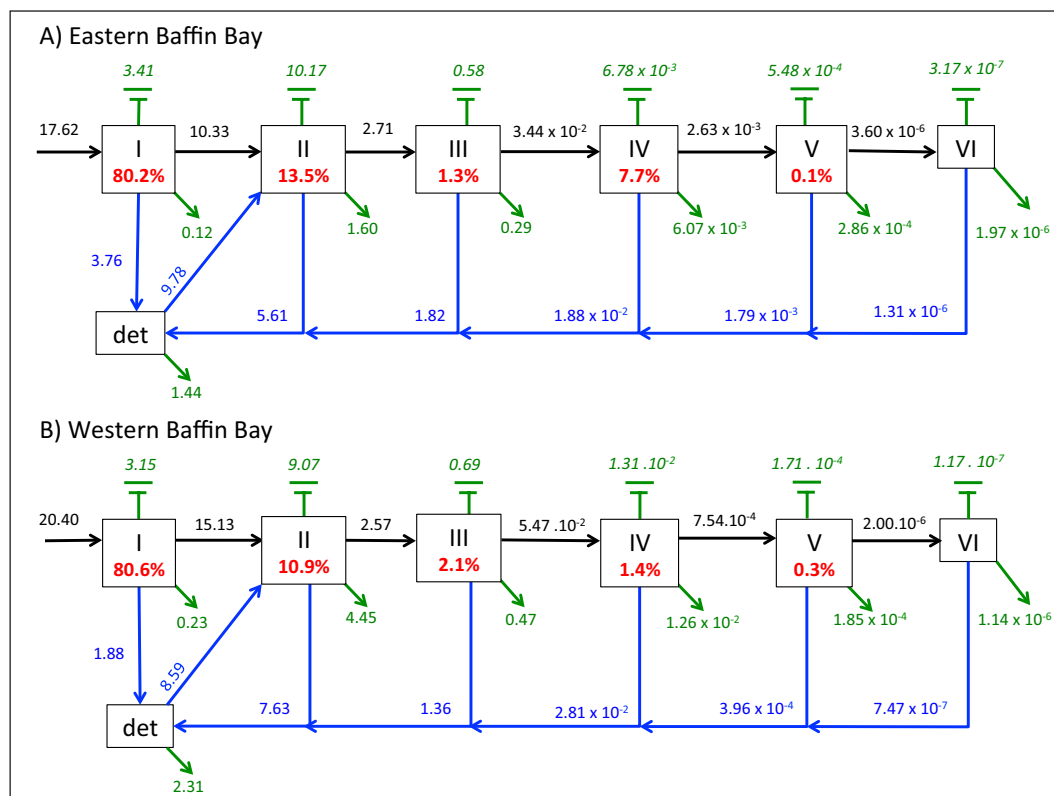 A) Eastern Baffin Bay
3.41 10.17 0.58 6.78 x 10⁻³ 5.48 x 10⁻⁴ 3.17 x 10⁻⁷
17.62 10.33 2.71 3.44 x 10⁻² 2.63 x 10⁻³ 3.60 x 10⁻⁶
I II III IV V VI
80.2% 13.5% 1.3% 7.7% 0.1%
0.12 1.60 0.29 6.07 x 10⁻³ 2.86 x 10⁻⁴ 1.97 x 10⁻⁶
3.76 9.78
det 5.61 1.82 1.88 x 10⁻² 1.79 x 10⁻³ 1.31 x 10⁻⁶
1.44
B) Western Baffin Bay
3.15 9.07 0.69 1.31 .10⁻² 1.71 . 10⁻⁴ 1.17 . 10⁻⁷
20.40 15.13 2.57 5.47 .10⁻² 7.54.10⁻⁴ 2.00.10⁻⁶
I II III IV V VI
80.6% 10.9% 2.1% 1.4% 0.3%
0.23 4.45 0.47 1.26 x 10⁻² 1.85 x 10⁻⁴ 1.14 x 10⁻⁶
1.88 8.59
det 7.63 1.36 2.81 x 10⁻² 3.96 x 10⁻⁴ 7.47 x 10⁻⁷
2.31